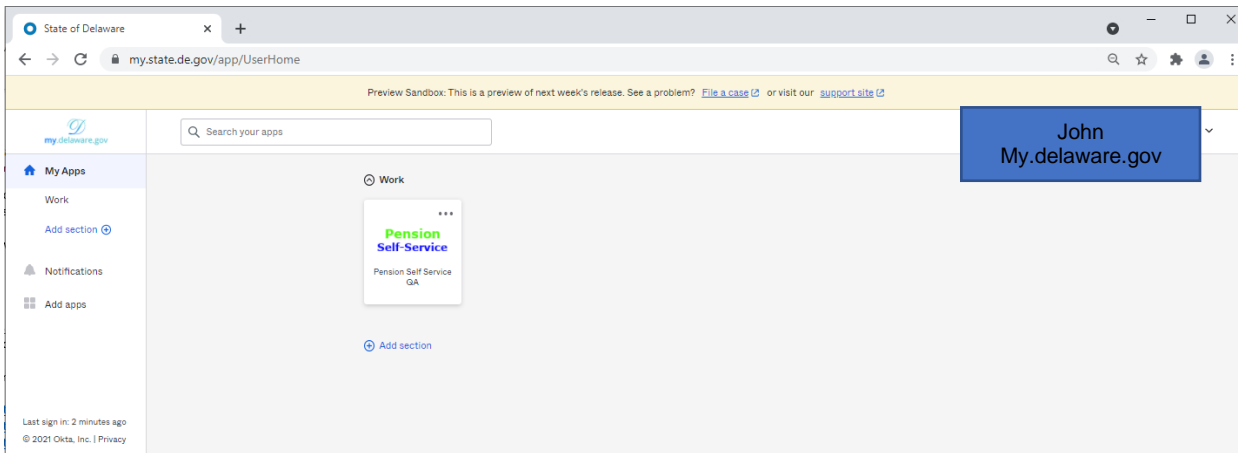 State of Delaware
my.state.de.gov/app/UserHome
Preview Sandbox: This is a preview of next week's release. See a problem? File a case or visit our support site
D
my.delaware.gov
Search your apps
John
My.delaware.gov
My Apps
Work
Add section
Notifications
Add apps
Work
Pension
Self-Service
Pension Self Service
QA
Add section
Last sign in: 2 minutes ago
© 2021 Okta, Inc. | Privacy